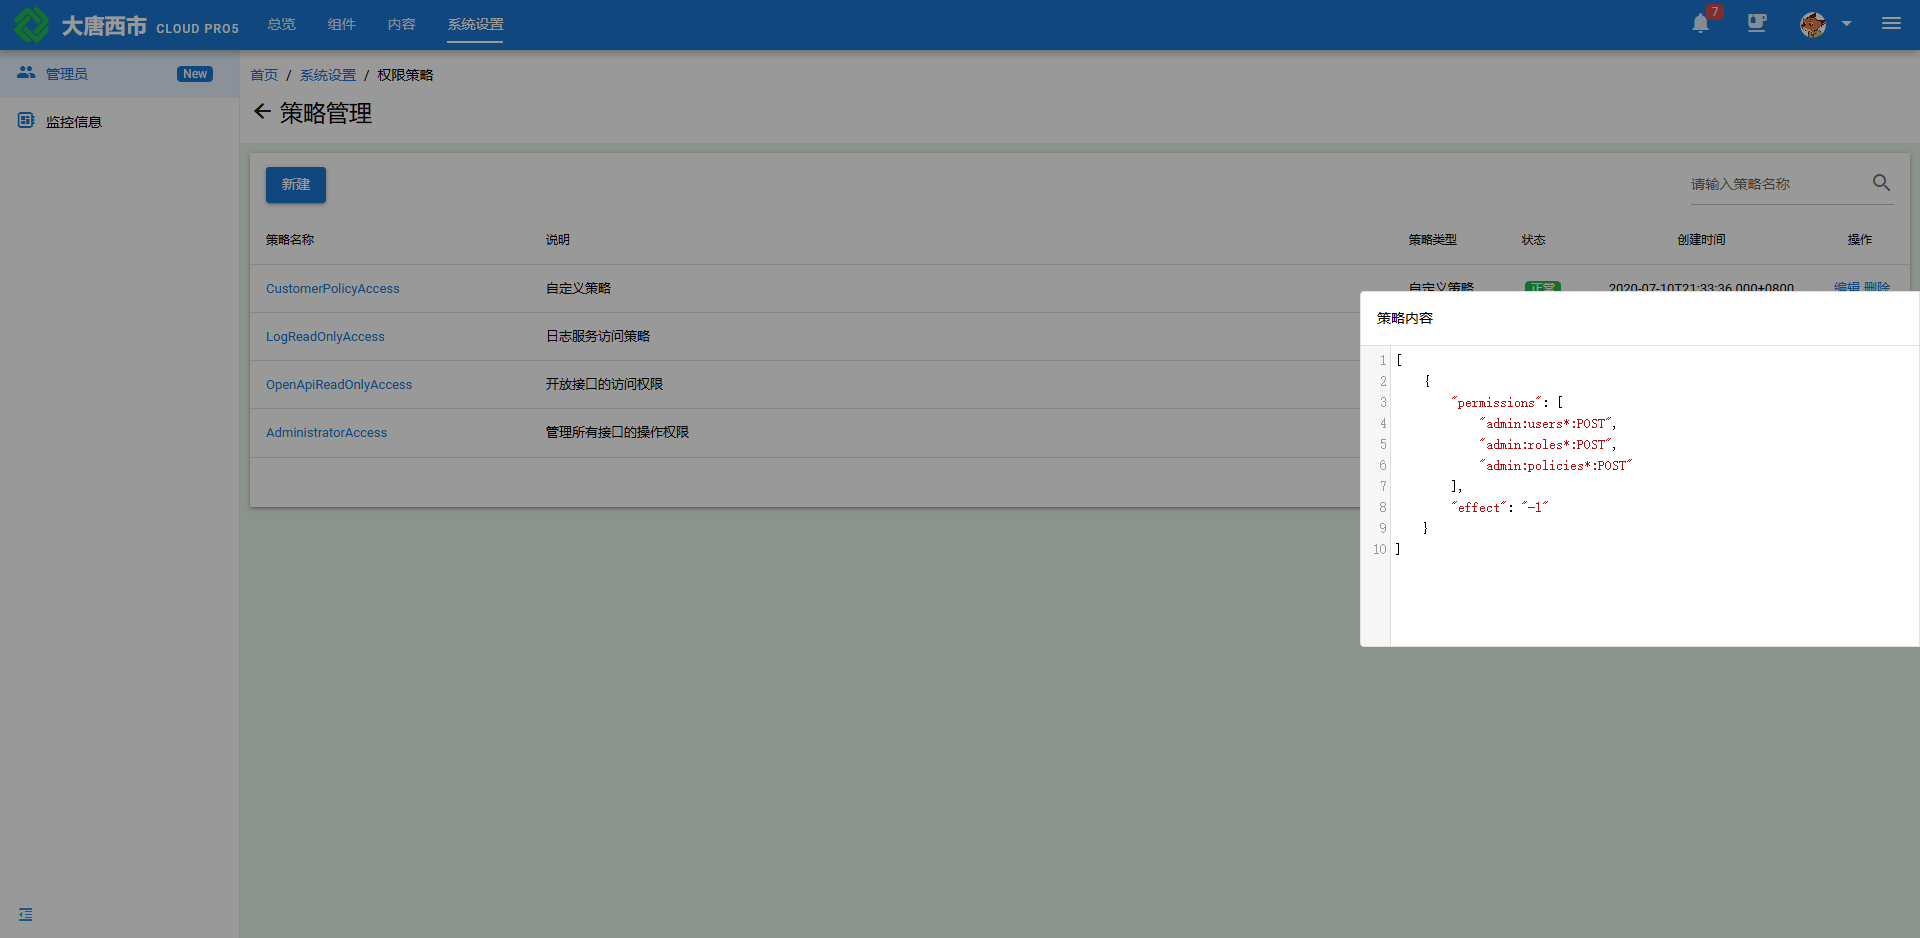 大唐西市 CLOUD PRO5 总览 组件 内容 系统设置 7
管理员 New
监控信息
首页 / 系统设置 / 权限策略
策略管理
新建 请输入策略名称
策略名称 说明 策略类型 状态 创建时间 操作
CustomerPolicyAccess 自定义策略 自定义策略 正常 2020-07-10T21:33:36.000+0800 编辑 删除
LogReadOnlyAccess 日志服务访问策略
OpenApiReadOnlyAccess 开放接口的访问权限
AdministratorAccess 管理所有接口的操作权限
策略内容
1 [
2 {
3 "permissions": [
4 "admin:users*:POST",
5 "admin:roles*:POST",
6 "admin:policies*:POST"
7 ],
8 "effect": "-1"
9 }
10 ]